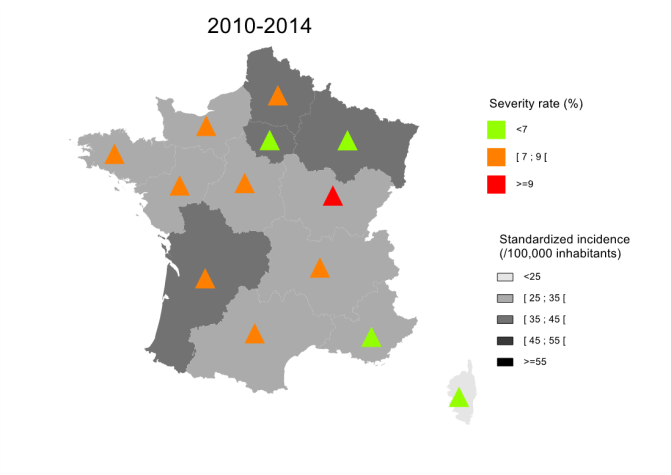 2010-2014
Severity rate (%)
<7
[ 7 ; 9 [
>=9
Standardized incidence
(/100,000 inhabitants)
<25
[ 25 ; 35 [
[ 35 ; 45 [
[ 45 ; 55 [
>=55